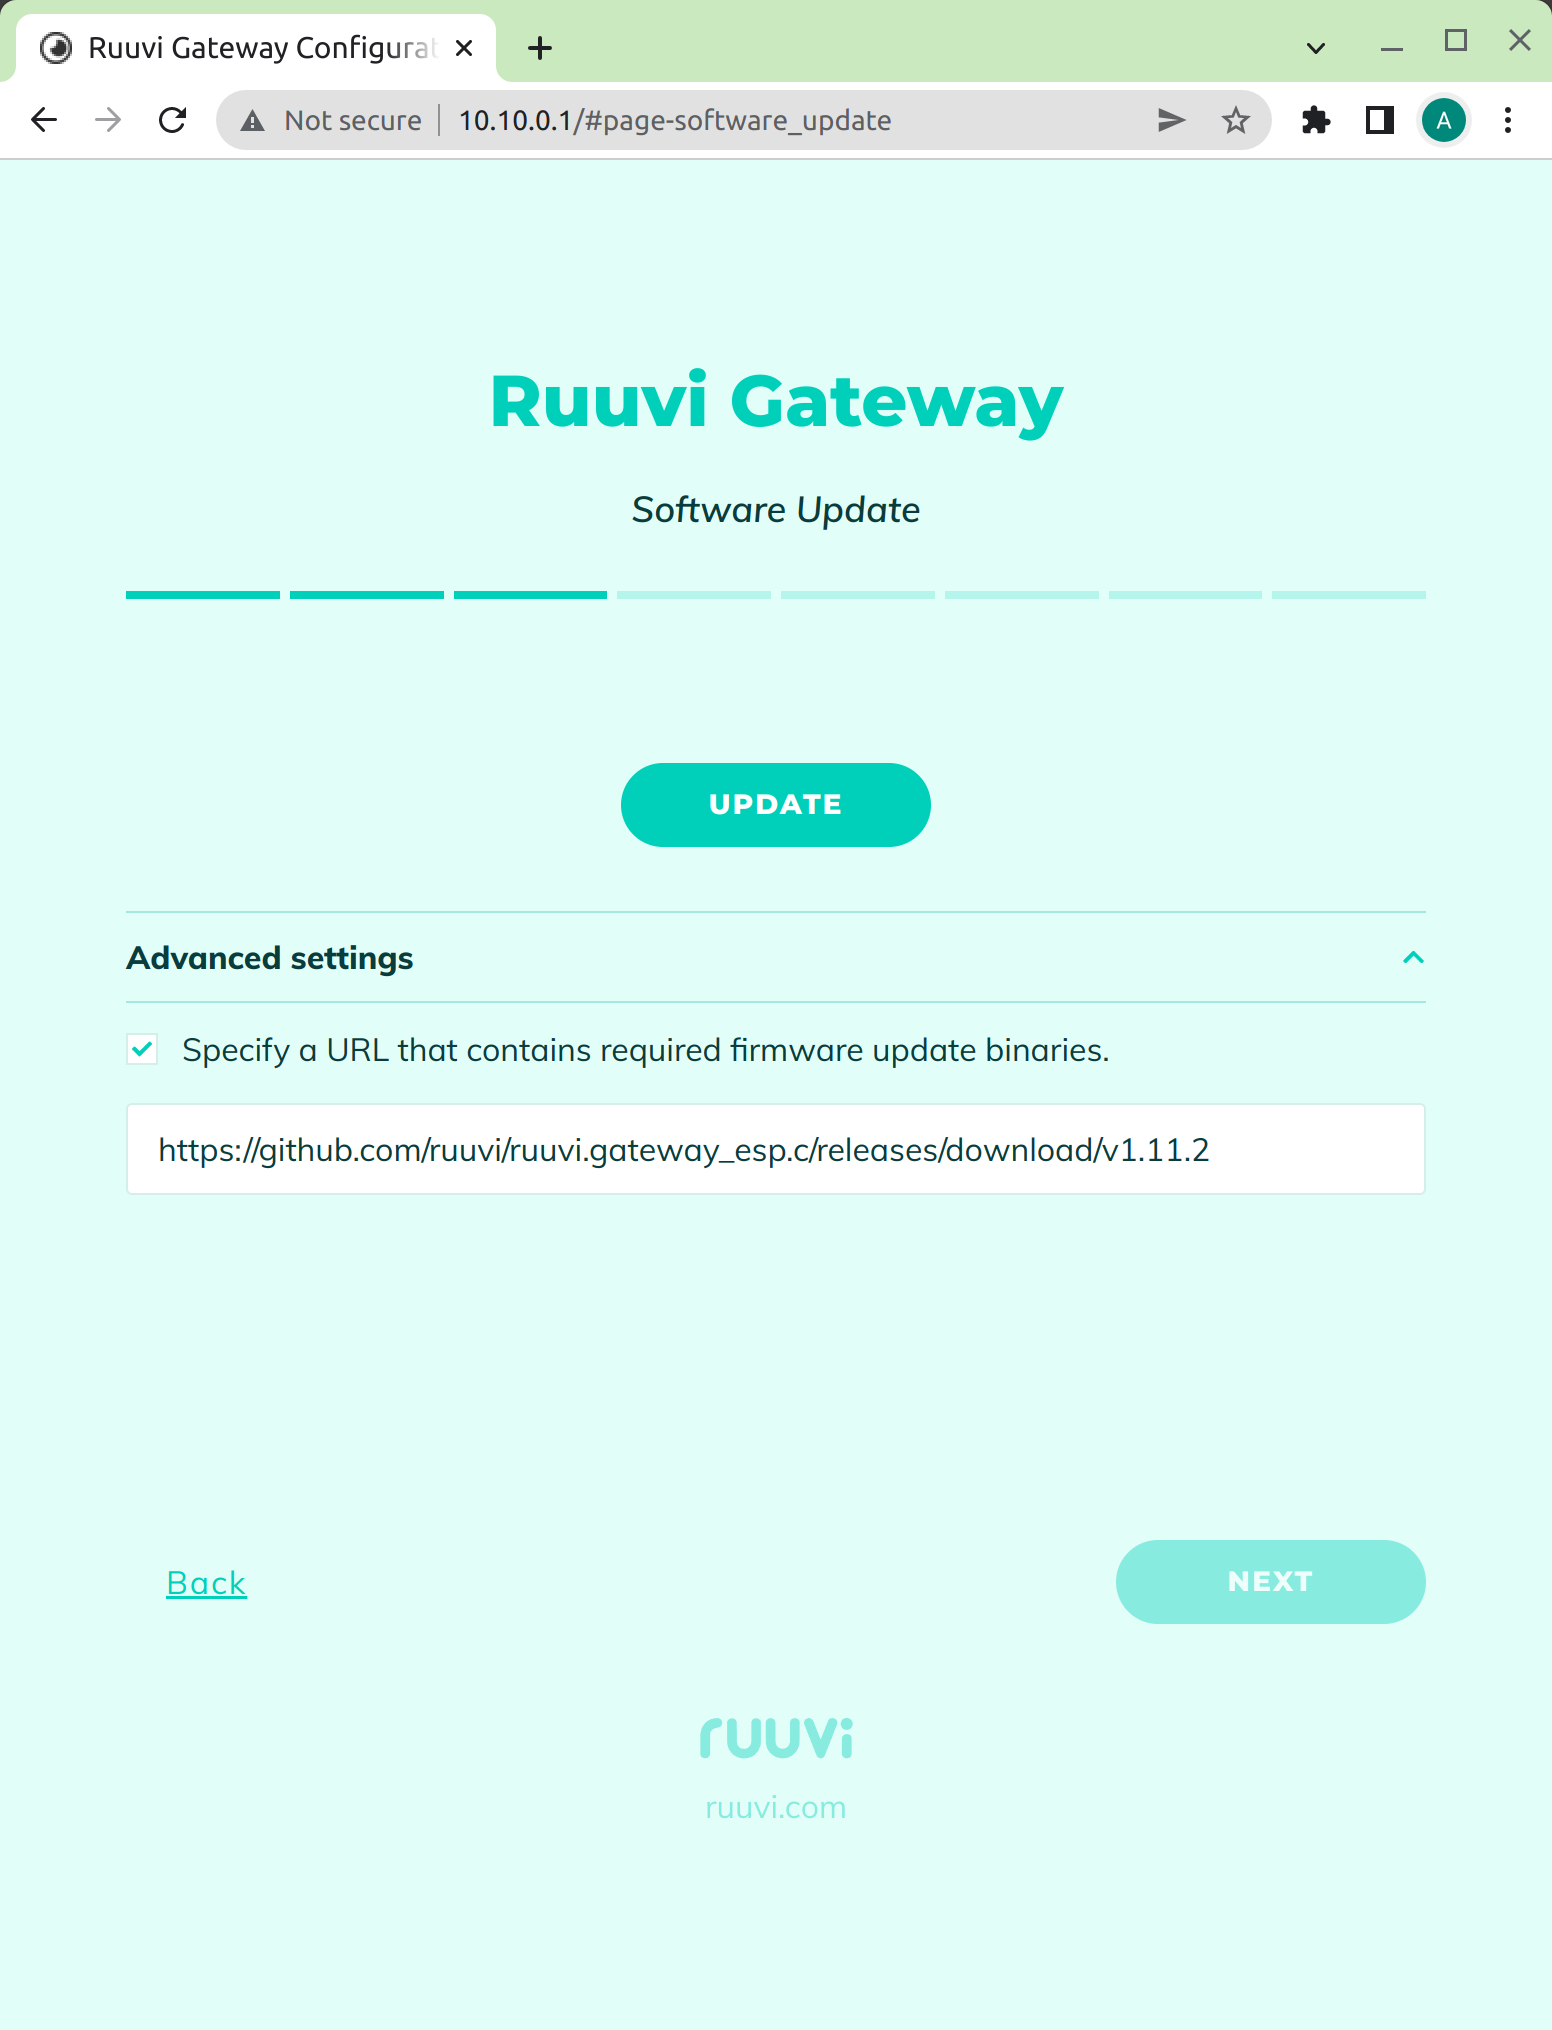 Ruuvi Gateway Configurat
Not secure 10.10.0.1/#page-software_update
A
Ruuvi Gateway
Software Update
UPDATE
Advanced settings
Specify a URL that contains required firmware update binaries.
https://github.com/ruuvi/ruuvi.gateway_esp.c/releases/download/v1.11.2
Back
NEXT
ruuvi
ruuvi.com